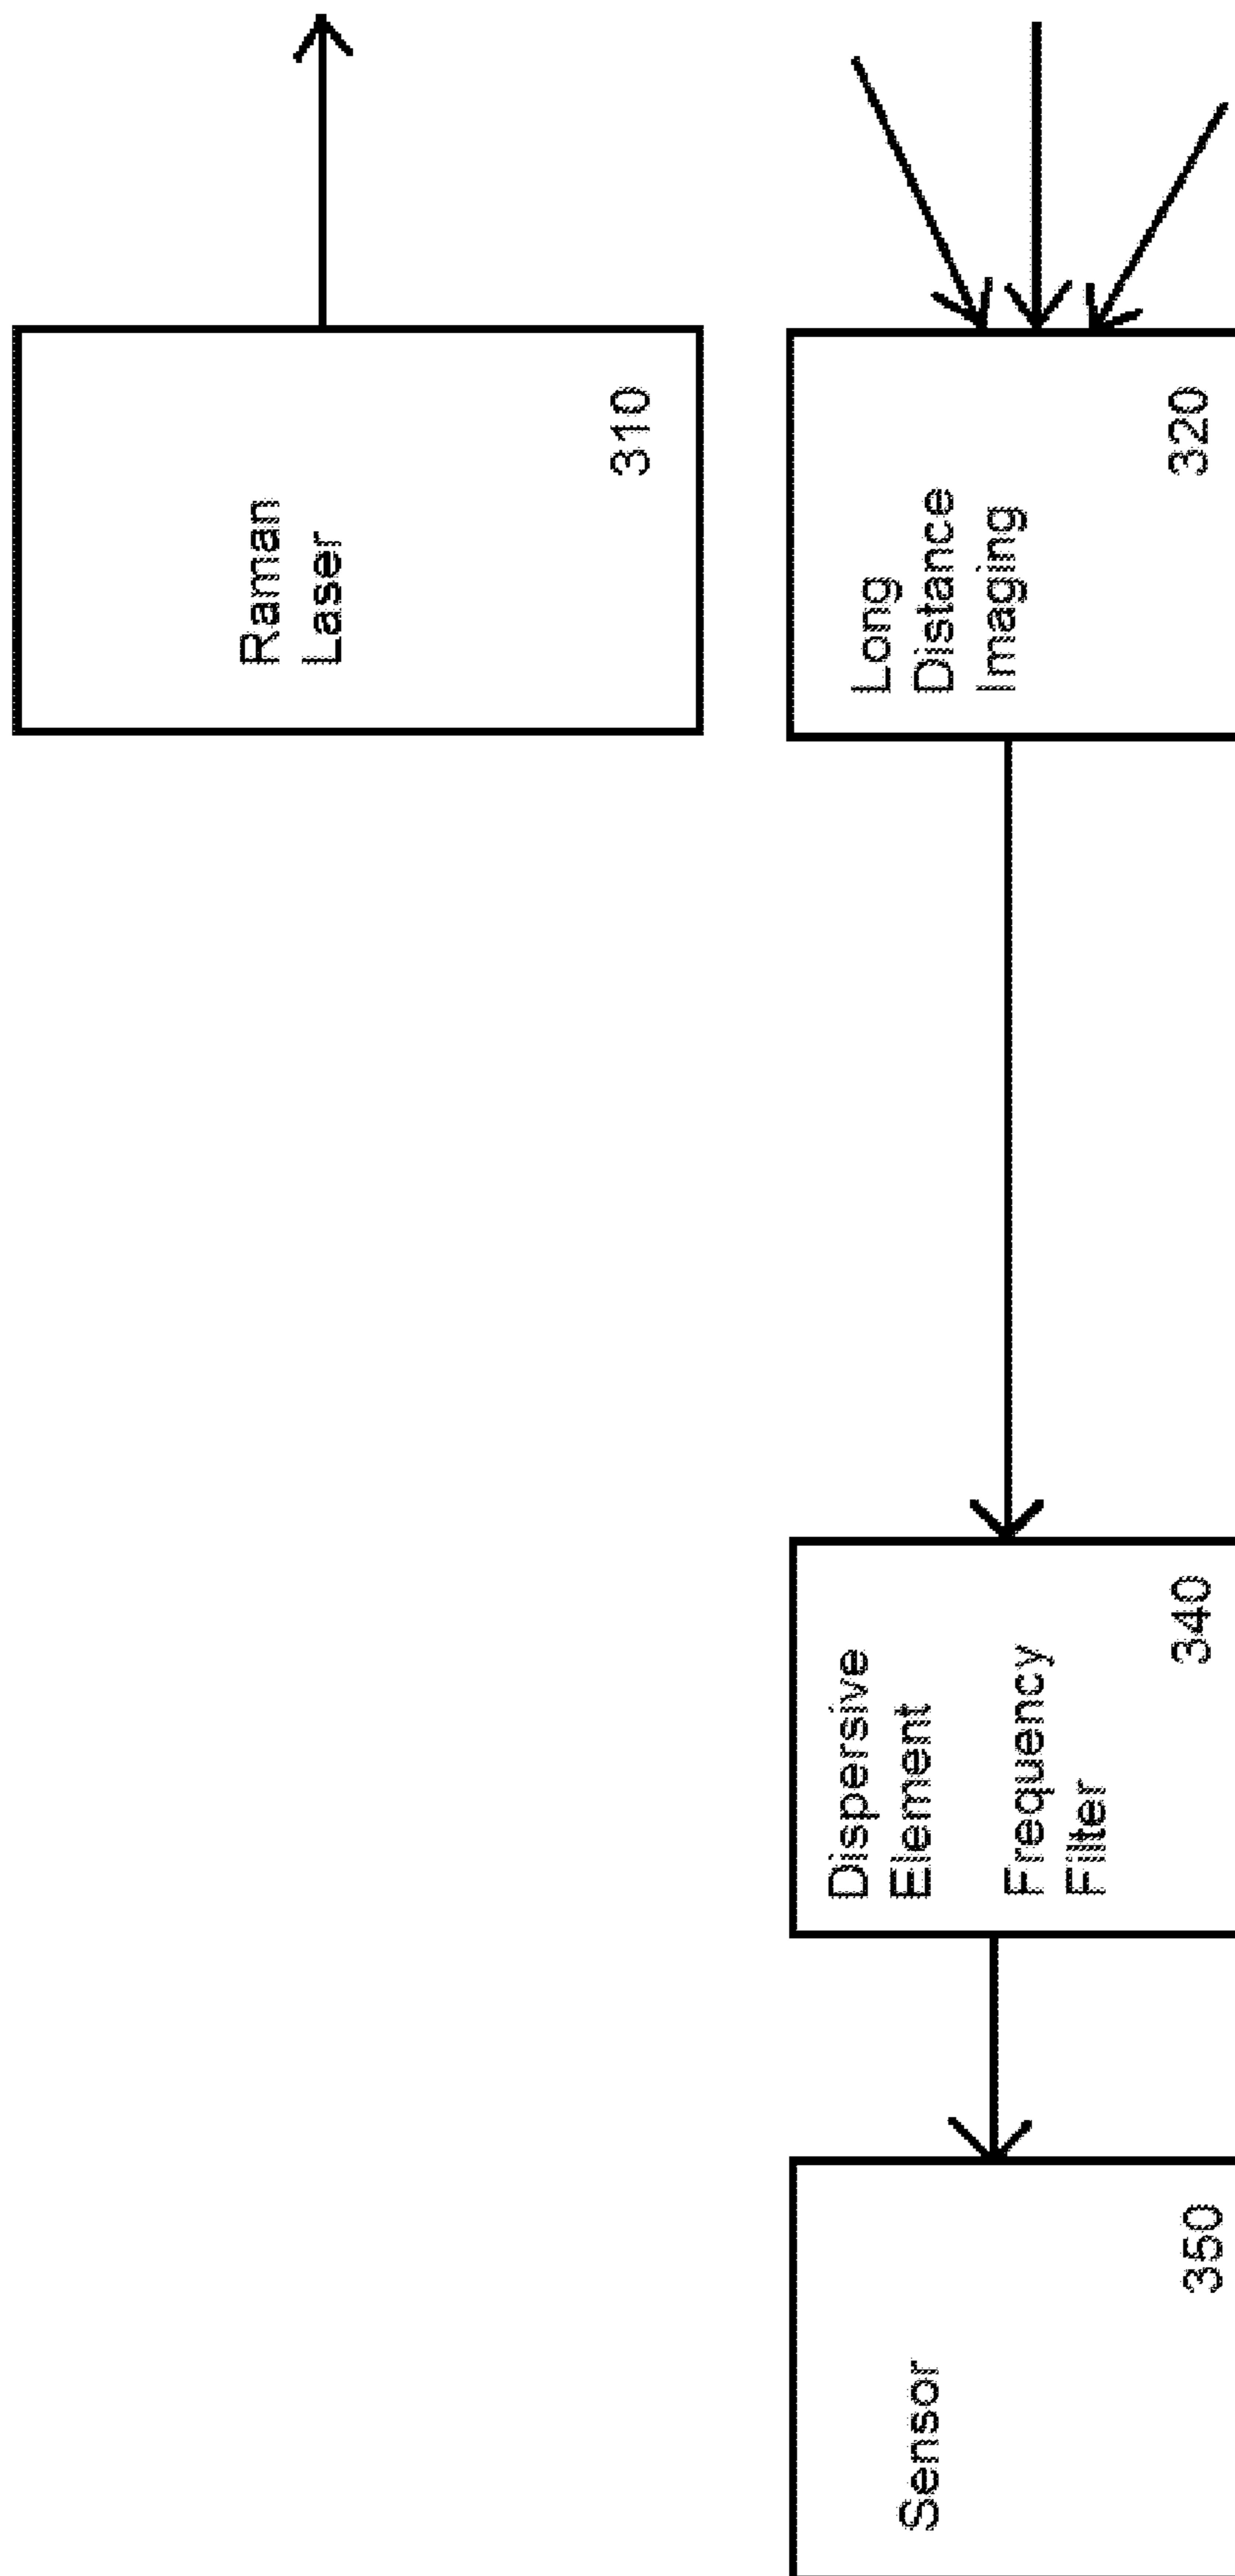 Raman
Laser
310
Sensor
350
Dispersive
Element
Frequency
Filter
340
Long
Distance
Imaging
320